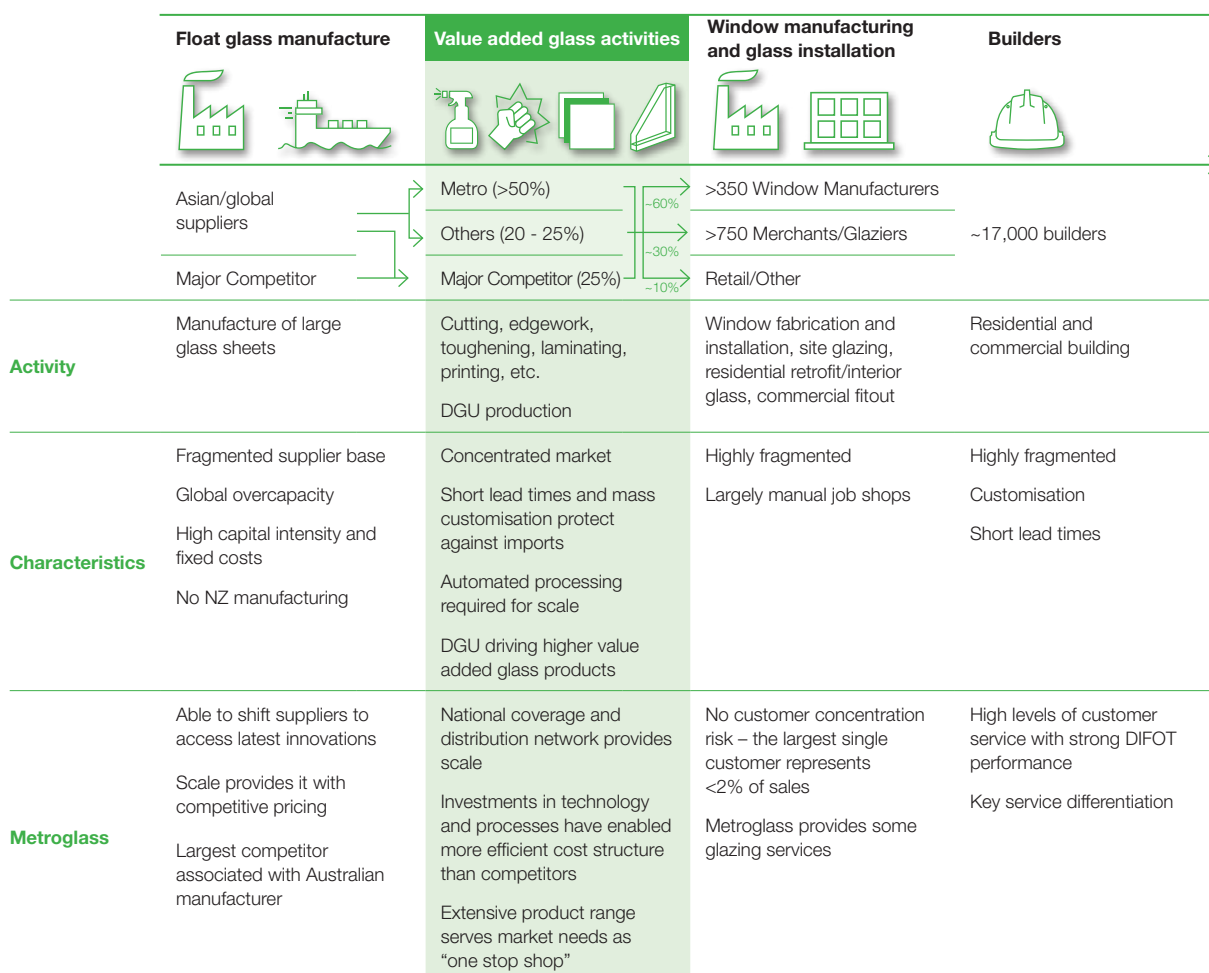 Float glass manufacture
Value added glass activities
Window manufacturing
and glass installation
Builders
Asian/global
suppliers
Major Competitor
Metro (>50%)
Others (20 - 25%)
Major Competitor (25%)
~60%
~30%
~10%
>350 Window Manufacturers
>750 Merchants/Glaziers
Retail/Other
~17,000 builders
Activity
Manufacture of large
glass sheets
Cutting, edgework,
toughening, laminating,
printing, etc.
DGU production
Window fabrication and
installation, site glazing,
residential retrofit/interior
glass, commercial fitout
Residential and
commercial building
Characteristics
Fragmented supplier base
Global overcapacity
High capital intensity and
fixed costs
No NZ manufacturing
Concentrated market
Short lead times and mass
customisation protect
against imports
Automated processing
required for scale
DGU driving higher value
added glass products
Highly fragmented
Largely manual job shops
Highly fragmented
Customisation
Short lead times
Metroglass
Able to shift suppliers to
access latest innovations
Scale provides it with
competitive pricing
Largest competitor
associated with Australian
manufacturer
National coverage and
distribution network provides
scale
Investments in technology
and processes have enabled
more efficient cost structure
than competitors
Extensive product range
serves market needs as
“one stop shop”
No customer concentration
risk – the largest single
customer represents
<2% of sales
Metroglass provides some
glazing services
High levels of customer
service with strong DIFOT
performance
Key service differentiation